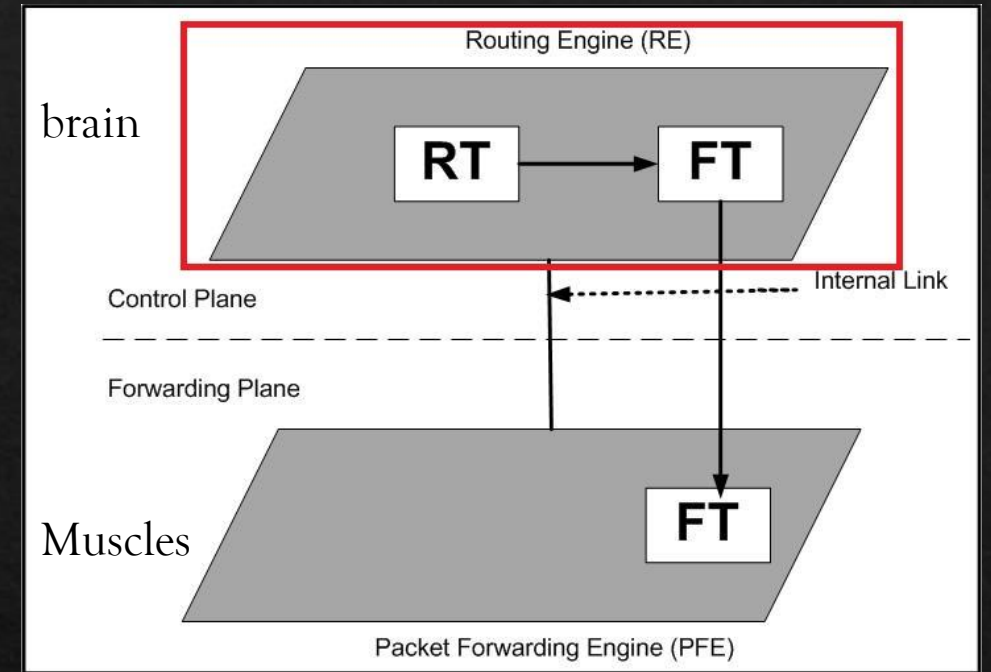 Routing Engine (RE)
brain
RT
FT
Internal Link
Control Plane
Forwarding Plane
FT
Muscles
Packet Forwarding Engine (PFE)